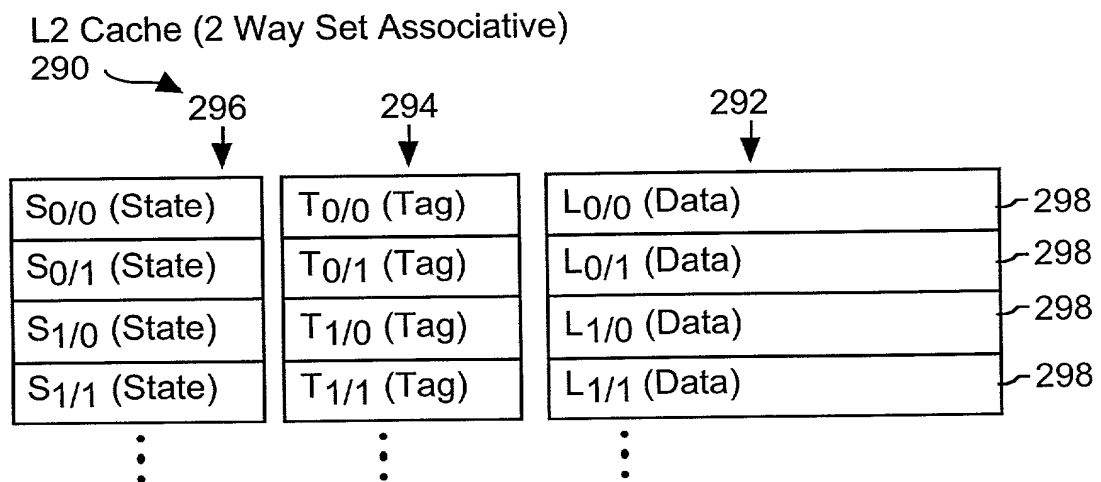 L2 Cache (2 Way Set Associative)
290
296 294 292
S0/0 (State) T0/0 (Tag) L0/0 (Data) 298
S0/1 (State) T0/1 (Tag) L0/1 (Data) 298
S1/0 (State) T1/0 (Tag) L1/0 (Data) 298
S1/1 (State) T1/1 (Tag) L1/1 (Data) 298